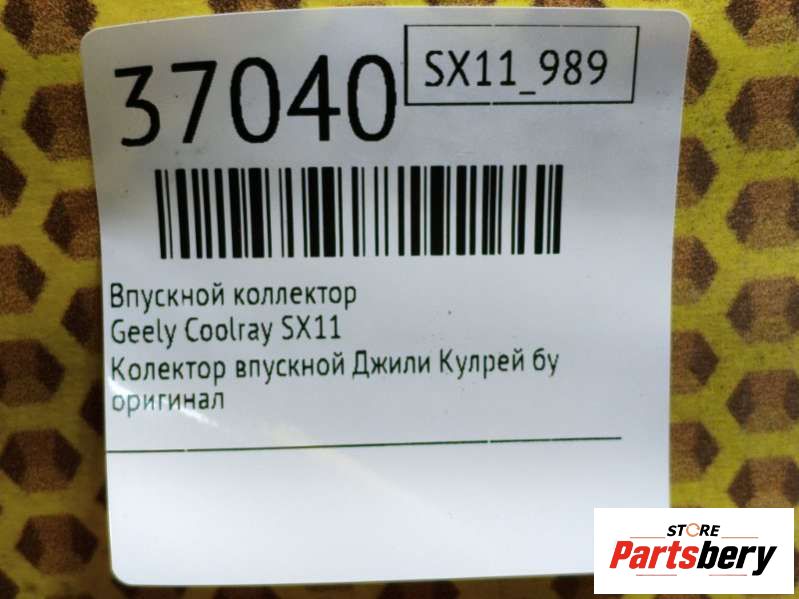 37040
SX11_989
Впускной коллектор
Geely Coolray SX11
Колектор впускной Джили Кулрей бу
оригинал
STORE
Partsbery